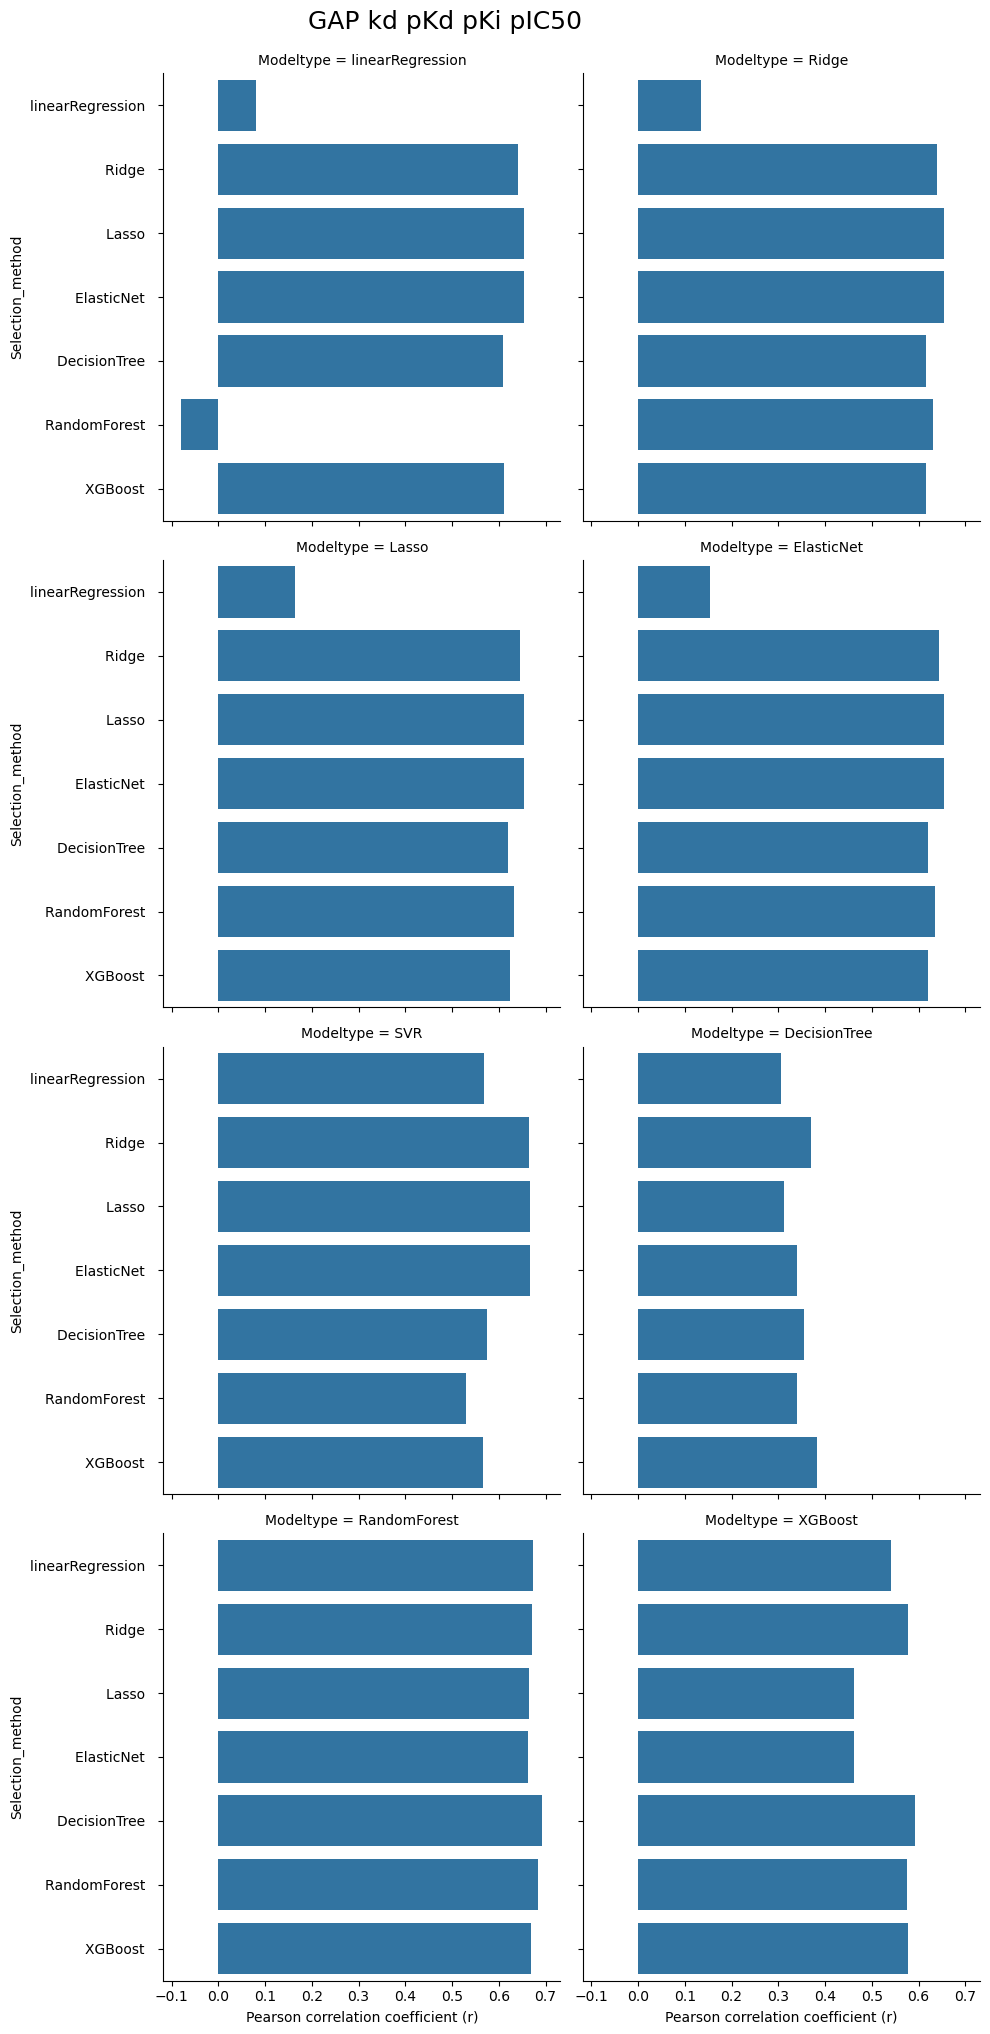 GAP kd pKd pKi pIC50
Modeltype = linearRegression
Modeltype = Ridge
Selection_method
linearRegression
Ridge
Lasso
ElasticNet
DecisionTree
RandomForest
XGBoost
Modeltype = Lasso
Modeltype = ElasticNet
Selection_method
linearRegression
Ridge
Lasso
ElasticNet
DecisionTree
RandomForest
XGBoost
Modeltype = SVR
Modeltype = DecisionTree
Selection_method
linearRegression
Ridge
Lasso
ElasticNet
DecisionTree
RandomForest
XGBoost
Modeltype = RandomForest
Modeltype = XGBoost
Selection_method
linearRegression
Ridge
Lasso
ElasticNet
DecisionTree
RandomForest
XGBoost
−0.1 0.0 0.1 0.2 0.3 0.4 0.5 0.6 0.7
−0.1 0.0 0.1 0.2 0.3 0.4 0.5 0.6 0.7
Pearson correlation coefficient (r)
Pearson correlation coefficient (r)